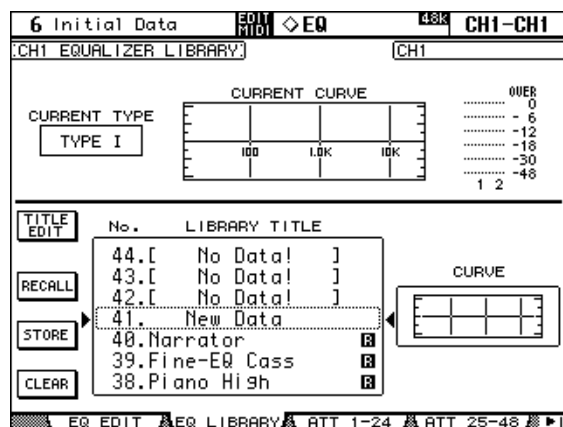 6 Initial Data EDIT MIDI ◇EQ 48K CH1-CH1
CH1 EQUALIZER LIBRARY CH1
CURRENT TYPE
TYPE I
CURRENT CURVE
100 1.0K 10K
OVER
0
- 6
-12
-18
-30
-48
1 2
TITLE EDIT
RECALL
STORE
CLEAR
No. LIBRARY TITLE
44.[ No Data! ]
43.[ No Data! ]
42.[ No Data! ]
41. New Data
40.Narrator R
39.Fine-EQ Cass R
38.Piano High R
CURVE
EQ EDIT EQ LIBRARY ATT 1-24 ATT 25-48